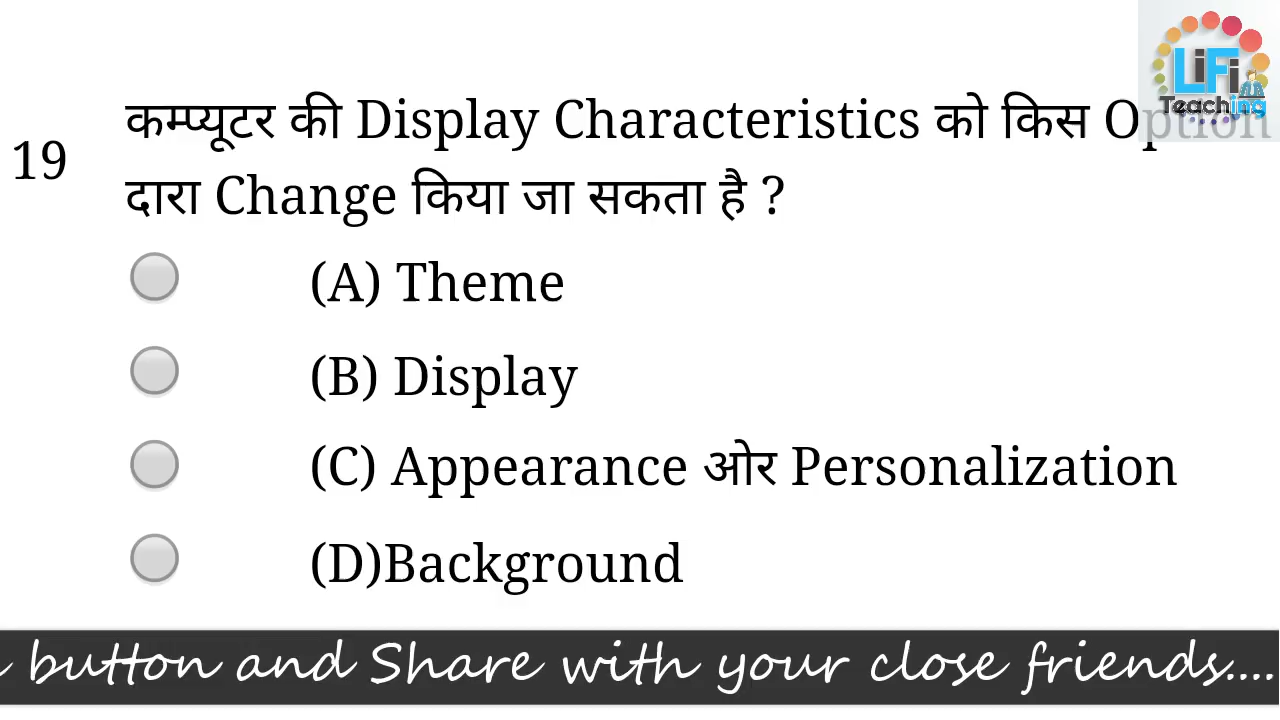 LiFi
Teaching
19
कम्प्यूटर की Display Characteristics को किस Option
दारा Change किया जा सकता है ?
(A) Theme
(B) Display
(C) Appearance ओर Personalization
(D)Background
button and Share with your close friends....